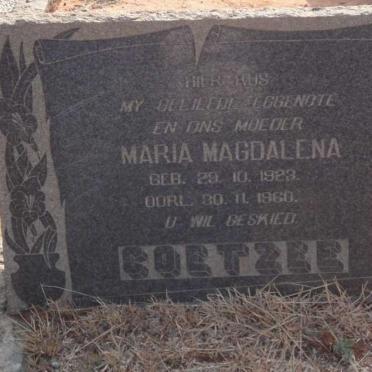 HIER RUS
MY GELIEFDE EGGENOTE
EN ONS MOEDER
MARIA MAGDALENA
GEB. 29. 10. 1923.
OORL. 30. 11. 1960.
U WIL GESKIED.
COETZEE